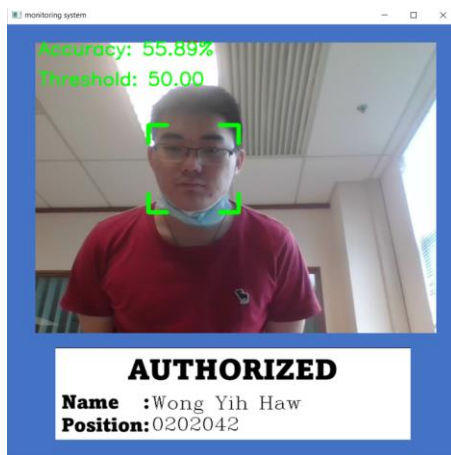 monitoring system
Accuracy: 55.89%
Threshold: 50.00
AUTHORIZED
Name :Wong Yih Haw
Position:0202042